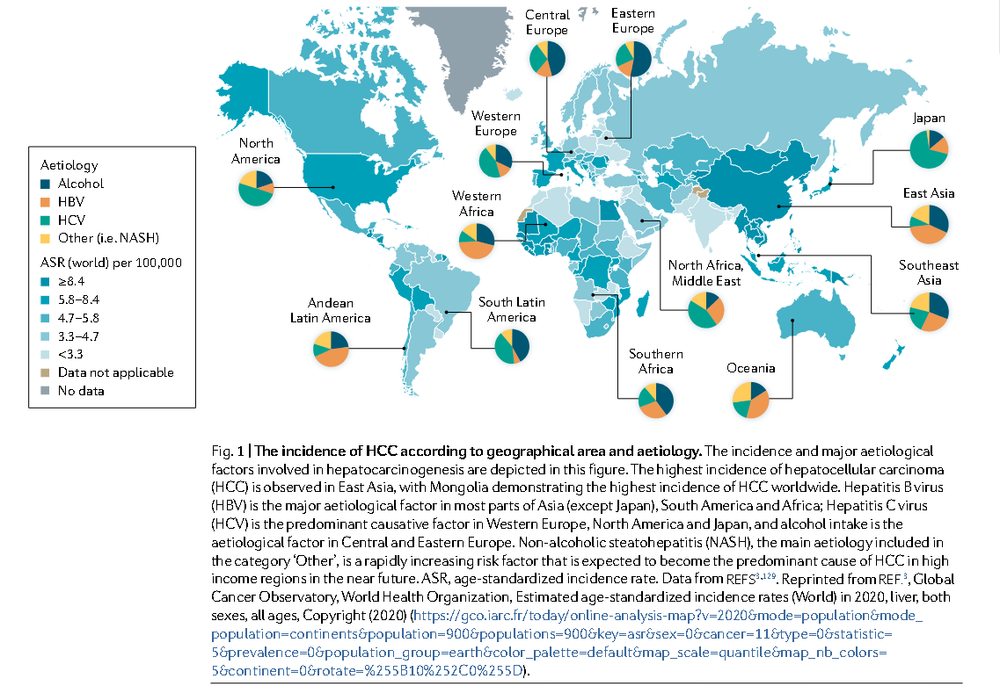 Central
Europe
Eastern
Europe
Western
Europe
Japan
North
America
Aetiology
Alcohol
HBV
HCV
Other (i.e. NASH)
ASR (world) per 100,000
≥8.4
5.8–8.4
4.7–5.8
3.3–4.7
<3.3
Data not applicable
No data
Western
Africa
East Asia
North Africa,
Middle East
Southeast
Asia
Andean
Latin America
South Latin
America
Southern
Africa
Oceania
Fig. 1 | The incidence of HCC according to geographical area and aetiology. The incidence and major aetiological
factors involved in hepatocarcinogenesis are depicted in this figure. The highest incidence of hepatocellular carcinoma
(HCC) is observed in East Asia, with Mongolia demonstrating the highest incidence of HCC worldwide. Hepatitis B virus
(HBV) is the major aetiological factor in most parts of Asia (except Japan), South America and Africa; Hepatitis C virus
(HCV) is the predominant causative factor in Western Europe, North America and Japan, and alcohol intake is the
aetiological factor in Central and Eastern Europe. Non-alcoholic steatohepatitis (NASH), the main aetiology included in
the category ‘Other’, is a rapidly increasing risk factor that is expected to become the predominant cause of HCC in high
income regions in the near future. ASR, age-standardized incidence rate. Data from REFS3,129. Reprinted from REF.3, Global
Cancer Observatory, World Health Organization, Estimated age-standardized incidence rates (World) in 2020, liver, both
sexes, all ages, Copyright (2020) (https://gco.iarc.fr/today/online-analysis-map?v=2020&mode=population&mode_
population=continents&population=900&populations=900&key=asr&sex=0&cancer=11&type=0&statistic=
5&prevalence=0&population_group=earth&color_palette=default&map_scale=quantile&map_nb_colors=
5&continent=0&rotate=%255B10%252C0%255D).